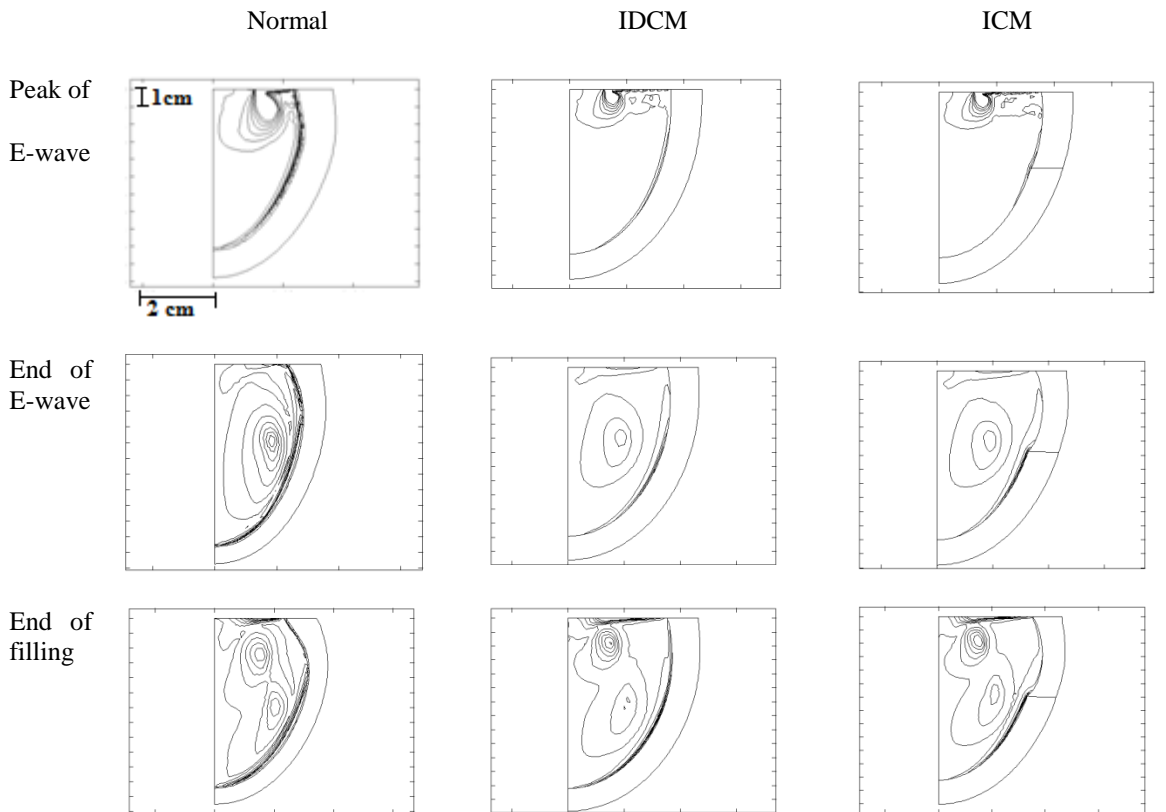 Normal IDCM ICM
Peak of
E-wave
1cm
2 cm
End of
E-wave
End of
filling